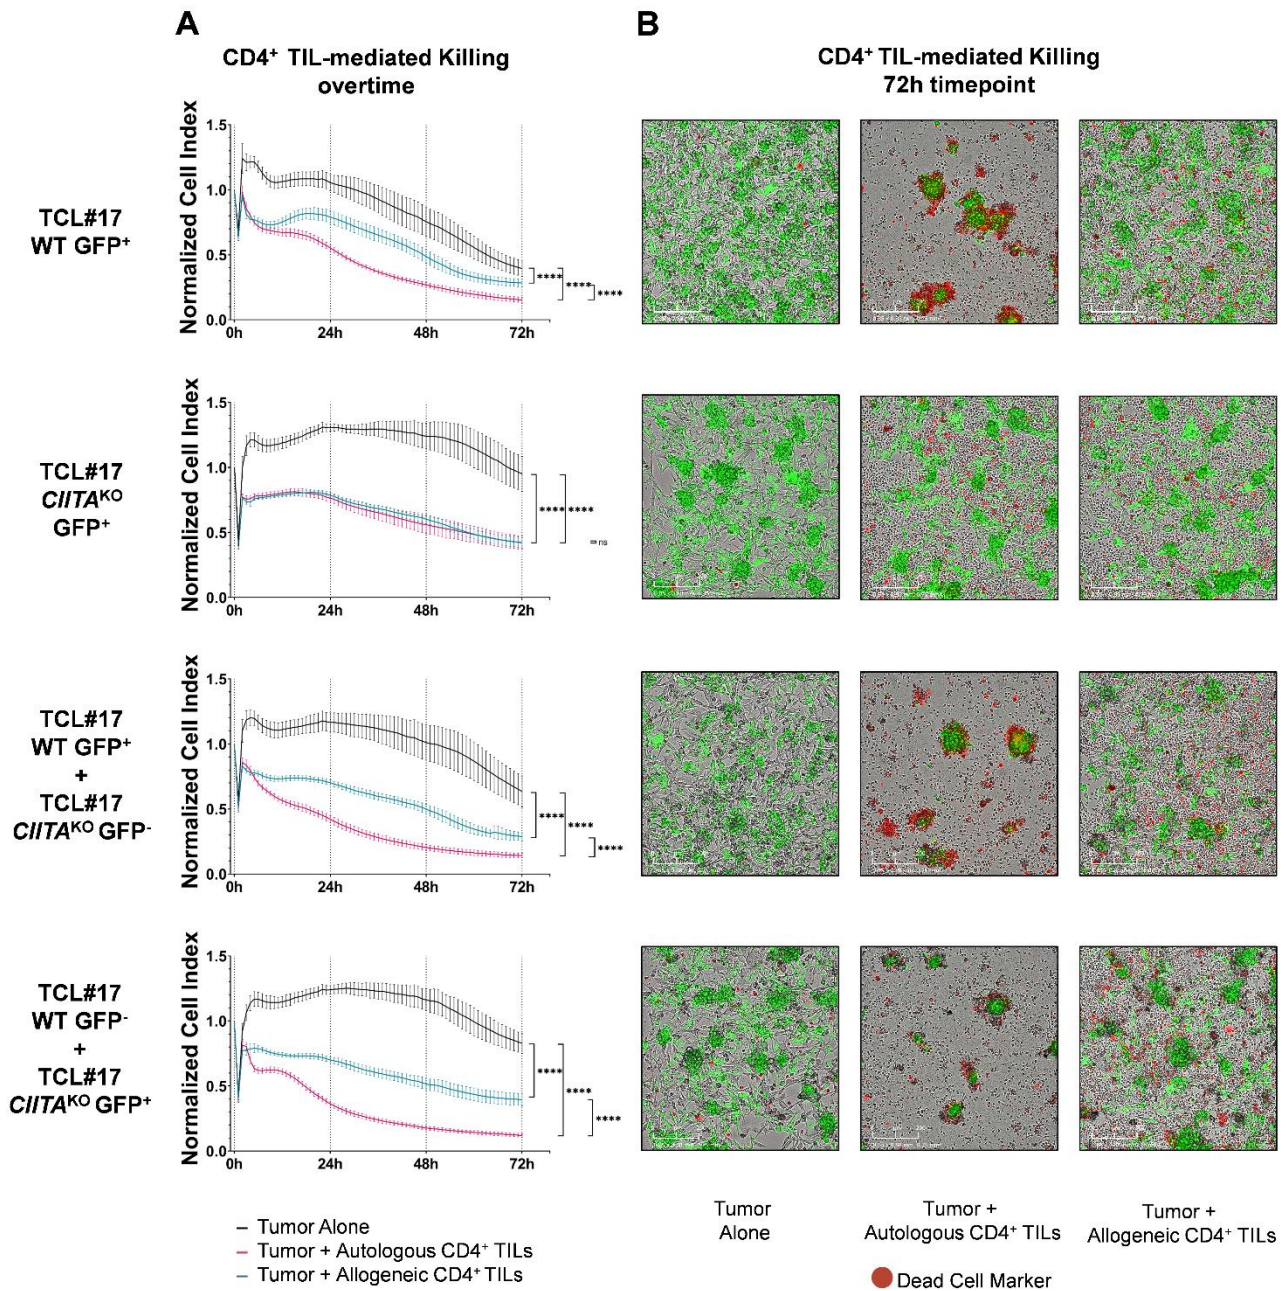 A
CD4⁺ TIL-mediated Killing
overtime
B
CD4⁺ TIL-mediated Killing
72h timepoint
TCL#17
WT GFP⁺
Normalized Cell Index
1.5
1.0
0.5
0.0
0h
24h
48h
72h
****
****
****
TCL#17
CIITAᴷᴼ
GFP⁺
Normalized Cell Index
1.5
1.0
0.5
0.0
0h
24h
48h
72h
****
****
ns
TCL#17
WT GFP⁺
+
TCL#17
CIITAᴷᴼ GFP⁻
Normalized Cell Index
1.5
1.0
0.5
0.0
0h
24h
48h
72h
****
****
****
TCL#17
WT GFP⁻
+
TCL#17
CIITAᴷᴼ GFP⁺
Normalized Cell Index
1.5
1.0
0.5
0.0
0h
24h
48h
72h
****
****
****
Tumor Alone
Tumor + Autologous CD4⁺ TILs
Tumor + Allogeneic CD4⁺ TILs
Tumor
Alone
Tumor +
Autologous CD4⁺ TILs
Tumor +
Allogeneic CD4⁺ TILs
Dead Cell Marker